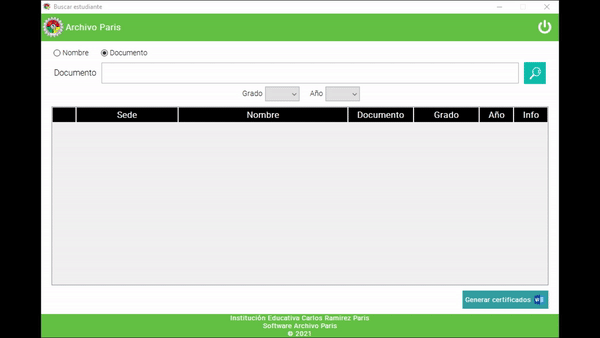 Buscar estudiante
Archivo Paris
Nombre Documento
Documento
Grado Año
Sede Nombre Documento Grado Año Info
Generar certificados
Institución Educativa Carlos Ramirez Paris
Software Archivo Paris
© 2021